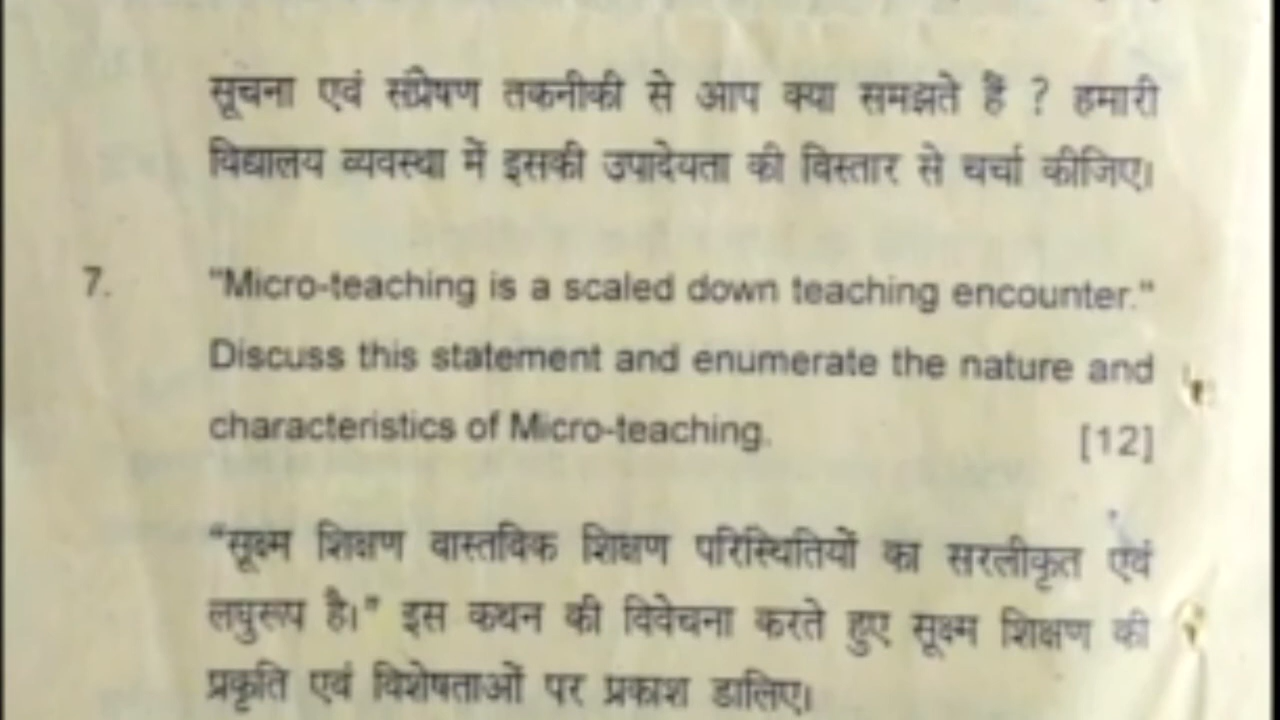 सूचना एवं संप्रेषण तकनीकी से आप क्या समझते हैं ? हमारी
विद्यालय व्यवस्था में इसकी उपादेयता की विस्तार से चर्चा कीजिए।
7. "Micro-teaching is a scaled down teaching encounter."
Discuss this statement and enumerate the nature and
characteristics of Micro-teaching. [12]
"सूक्ष्म शिक्षण वास्तविक शिक्षण परिस्थितियों का सरलीकृत एवं
लघुरूप है।" इस कथन की विवेचना करते हुए सूक्ष्म शिक्षण की
प्रकृति एवं विशेषताओं पर प्रकाश डालिए।